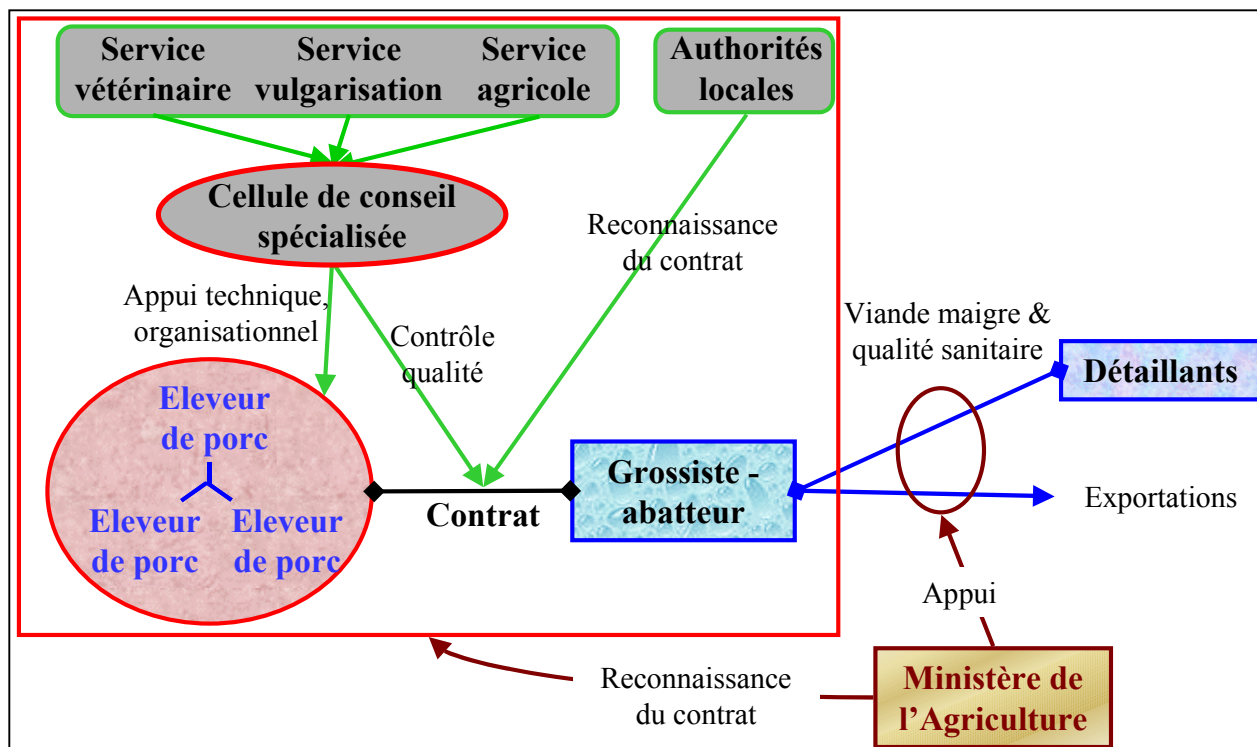 Service
vétérinaire
Service
vulgarisation
Service
agricole
Authorités
locales
Cellule de conseil
spécialisée
Reconnaissance
du contrat
Appui technique,
organisationnel
Contrôle
qualité
Viande maigre &
qualité sanitaire
Détaillants
Eleveur
de porc
Eleveur
de porc
Eleveur
de porc
Contrat
Grossiste -
abatteur
Exportations
Appui
Reconnaissance
du contrat
Ministère de
l’Agriculture